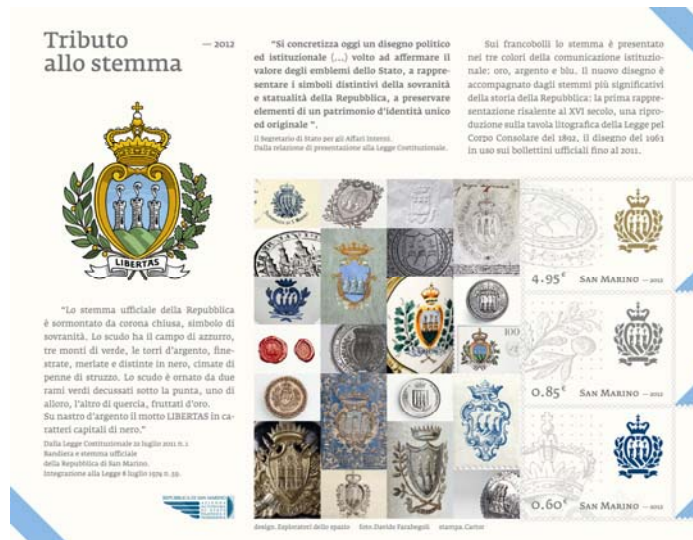 Tributo
allo stemma
— 2012
LIBERTAS
"Lo stemma ufficiale della Repubblica
è sormontato da corona chiusa, simbolo di
sovranità. Lo scudo ha il campo di azzurro,
tre monti di verde, le torri d'argento, fine-
strate, merlate e distinte in nero, cimate di
penne di struzzo. Lo scudo è ornato da due
rami verdi decussati sotto la punta, uno di
alloro, l'altro di quercia, fruttati d'oro.
Su nastro d'argento il motto LIBERTAS in ca-
ratteri capitali di nero."
Dalla Legge Costituzionale 22 luglio 2011 n.1
Bandiera e stemma ufficiale
della Repubblica di San Marino.
Integrazione alla Legge 8 luglio 1974 n. 59.
REPUBBLICA DI SAN MARINO
"Si concretizza oggi un disegno politico
ed istituzionale (...) volto ad affermare il
valore degli emblemi dello Stato, a rappre-
sentare i simboli distintivi della sovranità
e statualità della Repubblica, a preservare
elementi di un patrimonio d'identità unico
ed originale ".
Il Segretario di Stato per gli Affari Interni.
Dalla relazione di presentazione alla Legge Costituzionale.
Sui francobolli lo stemma è presentato
nei tre colori della comunicazione istituzio-
nale: oro, argento e blu. Il nuovo disegno è
accompagnato dagli stemmi più significativi
della storia della Repubblica: la prima rappre-
sentazione risalente al XVI secolo, una ripro-
duzione sulla tavola litografica della Legge pel
Corpo Consolare del 1892, il disegno del 1963
in uso sui bollettini ufficiali fino al 2011.
100
4.95€ SAN MARINO — 2012
0.85€ SAN MARINO — 2012
0.60€ SAN MARINO — 2012
design.Esploratori dello spazio foto.Davide Farabegoli stampa.Cartor